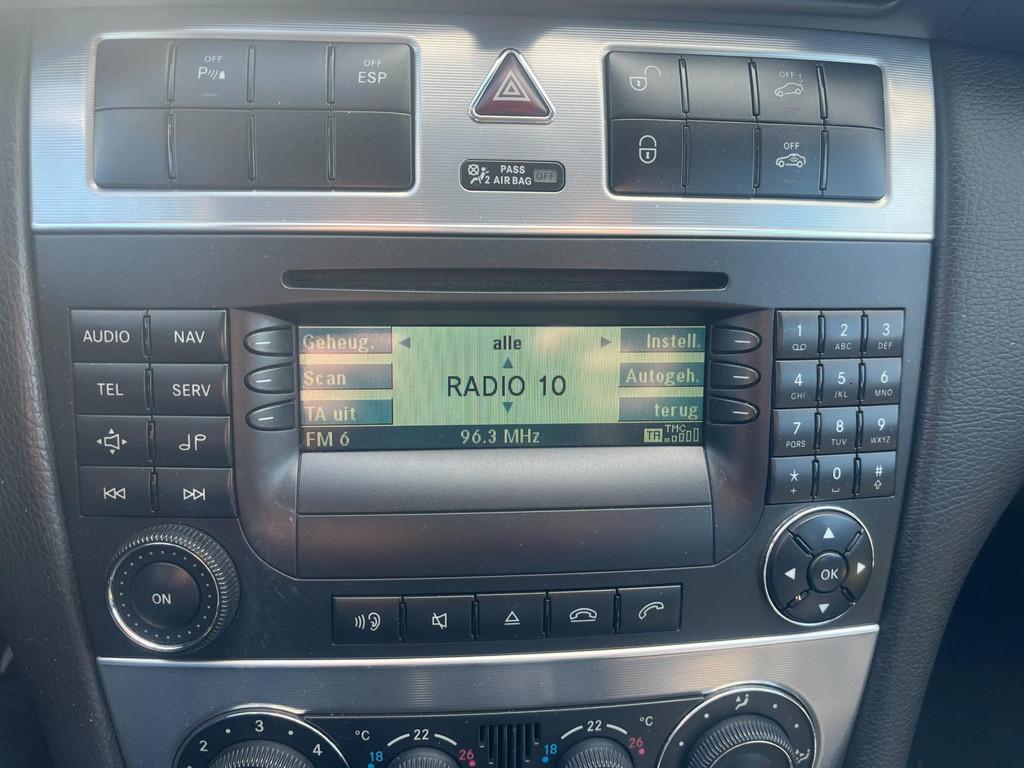 OFF
P
OFF
ESP
OFF
OFF
PASS
2 AIR BAG OFF
AUDIO NAV
TEL SERV
Geheug. alle Instell.
Scan RADIO 10 Autogeh.
TA uit terug
FM 6 96.3 MHz TA TMC
1 2 ABC 3 DEF
4 GHI 5 JKL 6 MNO
7 PQRS 8 TUV 9 WXYZ
* + 0 #
ON
OK
2 3 4
°C 18 22 26
18 22 26 °C